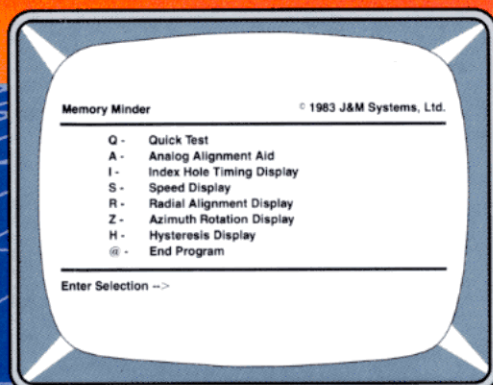 Memory Minder © 1983 J&M Systems, Ltd.
Q - Quick Test
A - Analog Alignment Aid
I - Index Hole Timing Display
S - Speed Display
R - Radial Alignment Display
Z - Azimuth Rotation Display
H - Hysteresis Display
@ - End Program
Enter Selection -->